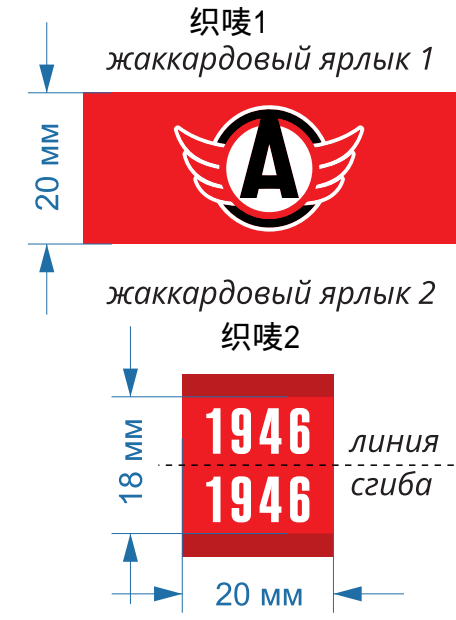 织唛1
жаккардовый ярлык 1
20 мм
A
жаккардовый ярлык 2
织唛2
18 мм
1946
1946
линия
сгиба
20 мм